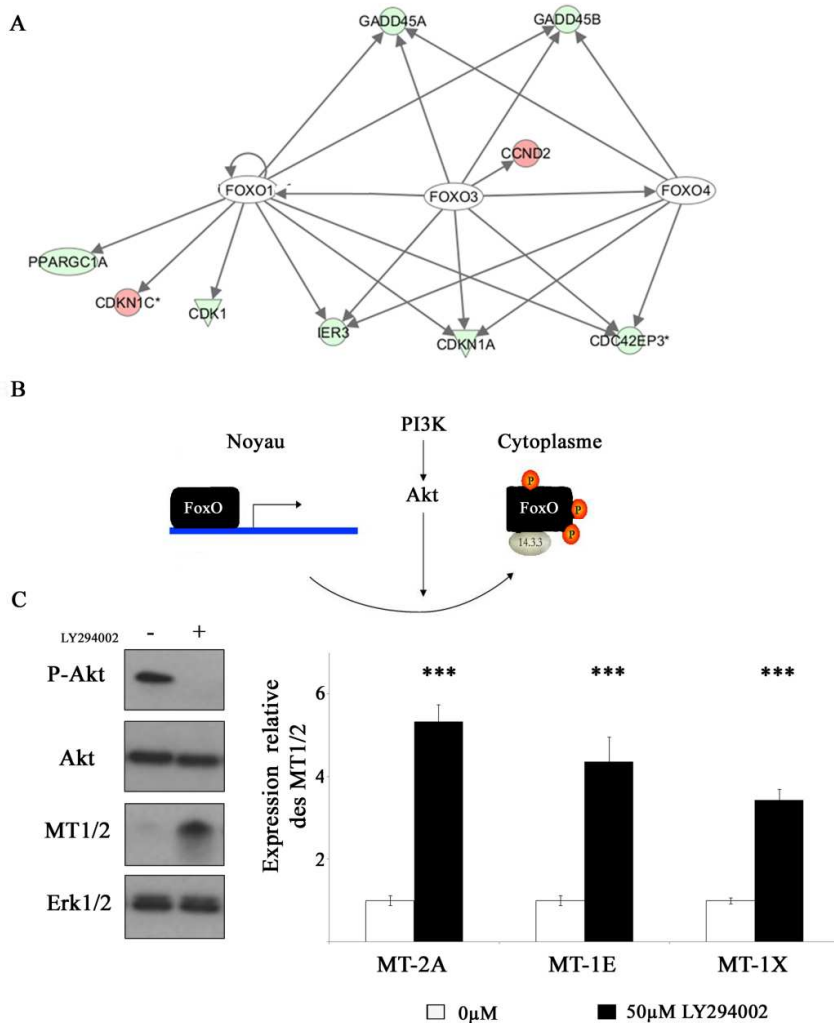 A
GADD45A
GADD45B
CCND2
FOXO1
FOXO3
FOXO4
PPARGC1A
CDKN1C*
CDK1
IER3
CDKN1A
CDC42EP3*
B
PI3K
Noyau
Cytoplasme
Akt
FoxO
P
FoxO
P
P
14.3.3
C
LY294002
-
+
P-Akt
Akt
MT1/2
Erk1/2
Expression relative
des MT1/2
6
4
2
***
***
***
MT-2A
MT-1E
MT-1X
0µM
50µM LY294002